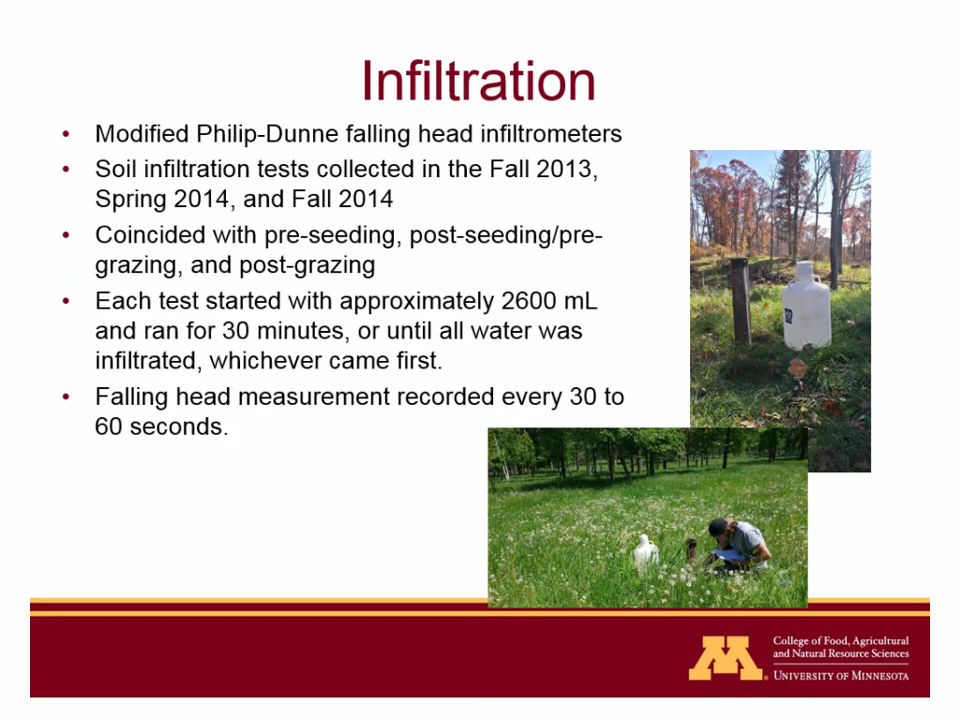 Infiltration
• Modified Philip-Dunne falling head infiltrometers
• Soil infiltration tests collected in the Fall 2013,
Spring 2014, and Fall 2014
• Coincided with pre-seeding, post-seeding/pre-
grazing, and post-grazing
• Each test started with approximately 2600 mL
and ran for 30 minutes, or until all water was
infiltrated, whichever came first.
• Falling head measurement recorded every 30 to
60 seconds.
M
College of Food, Agricultural
and Natural Resource Sciences
University of Minnesota